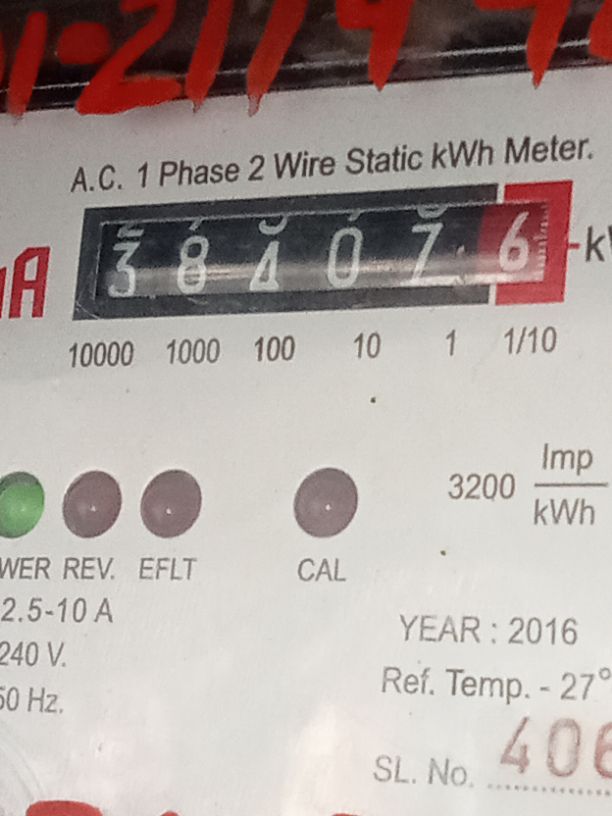 A.C. 1 Phase 2 Wire Static kWh Meter.
3 8 4 0 7 6
10000 1000 100 10 1 1/10
3200 Imp
kWh
REV. EFLT CAL
2.5-10 A
240 V.
YEAR : 2016
Hz.
Ref. Temp. - 27°
SL. No. 406